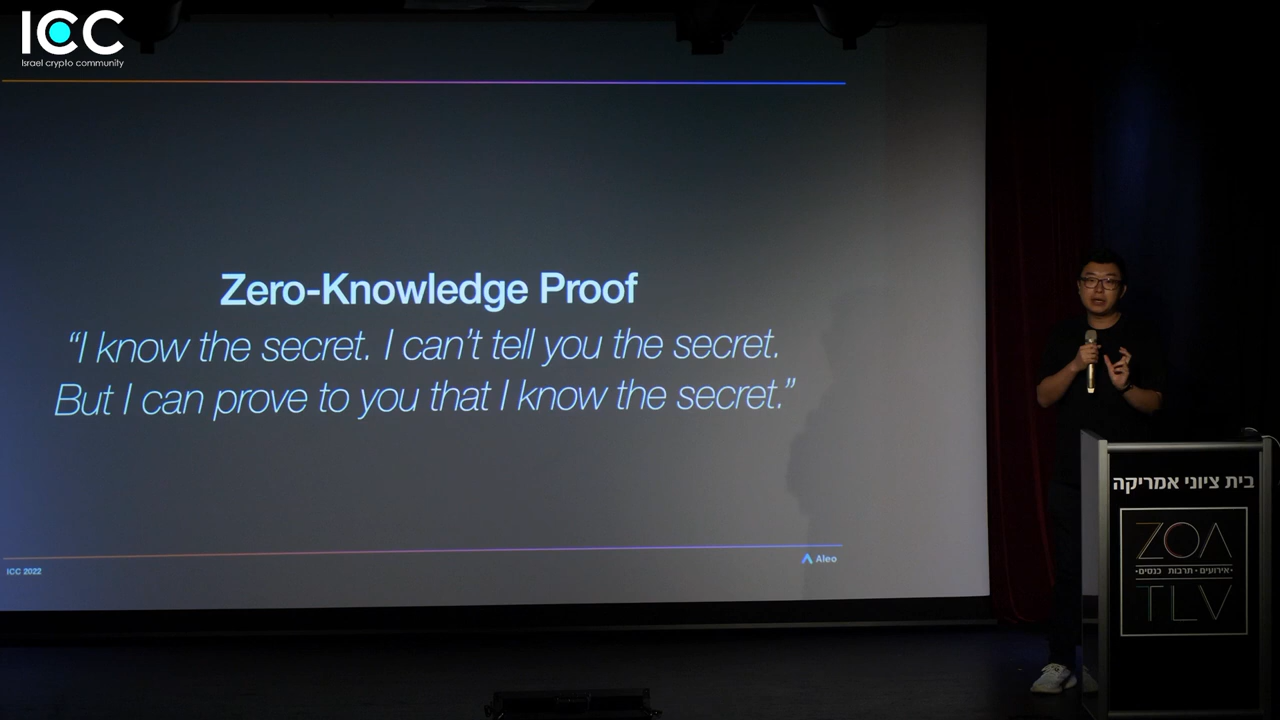 ICC
Israel crypto community
Zero-Knowledge Proof
“I know the secret. I can’t tell you the secret.
But I can prove to you that I know the secret.”
ICC 2022
Aleo
בית ציוני אמריקה
ZOA
•אירועים • תרבות • כנסים•
TLV